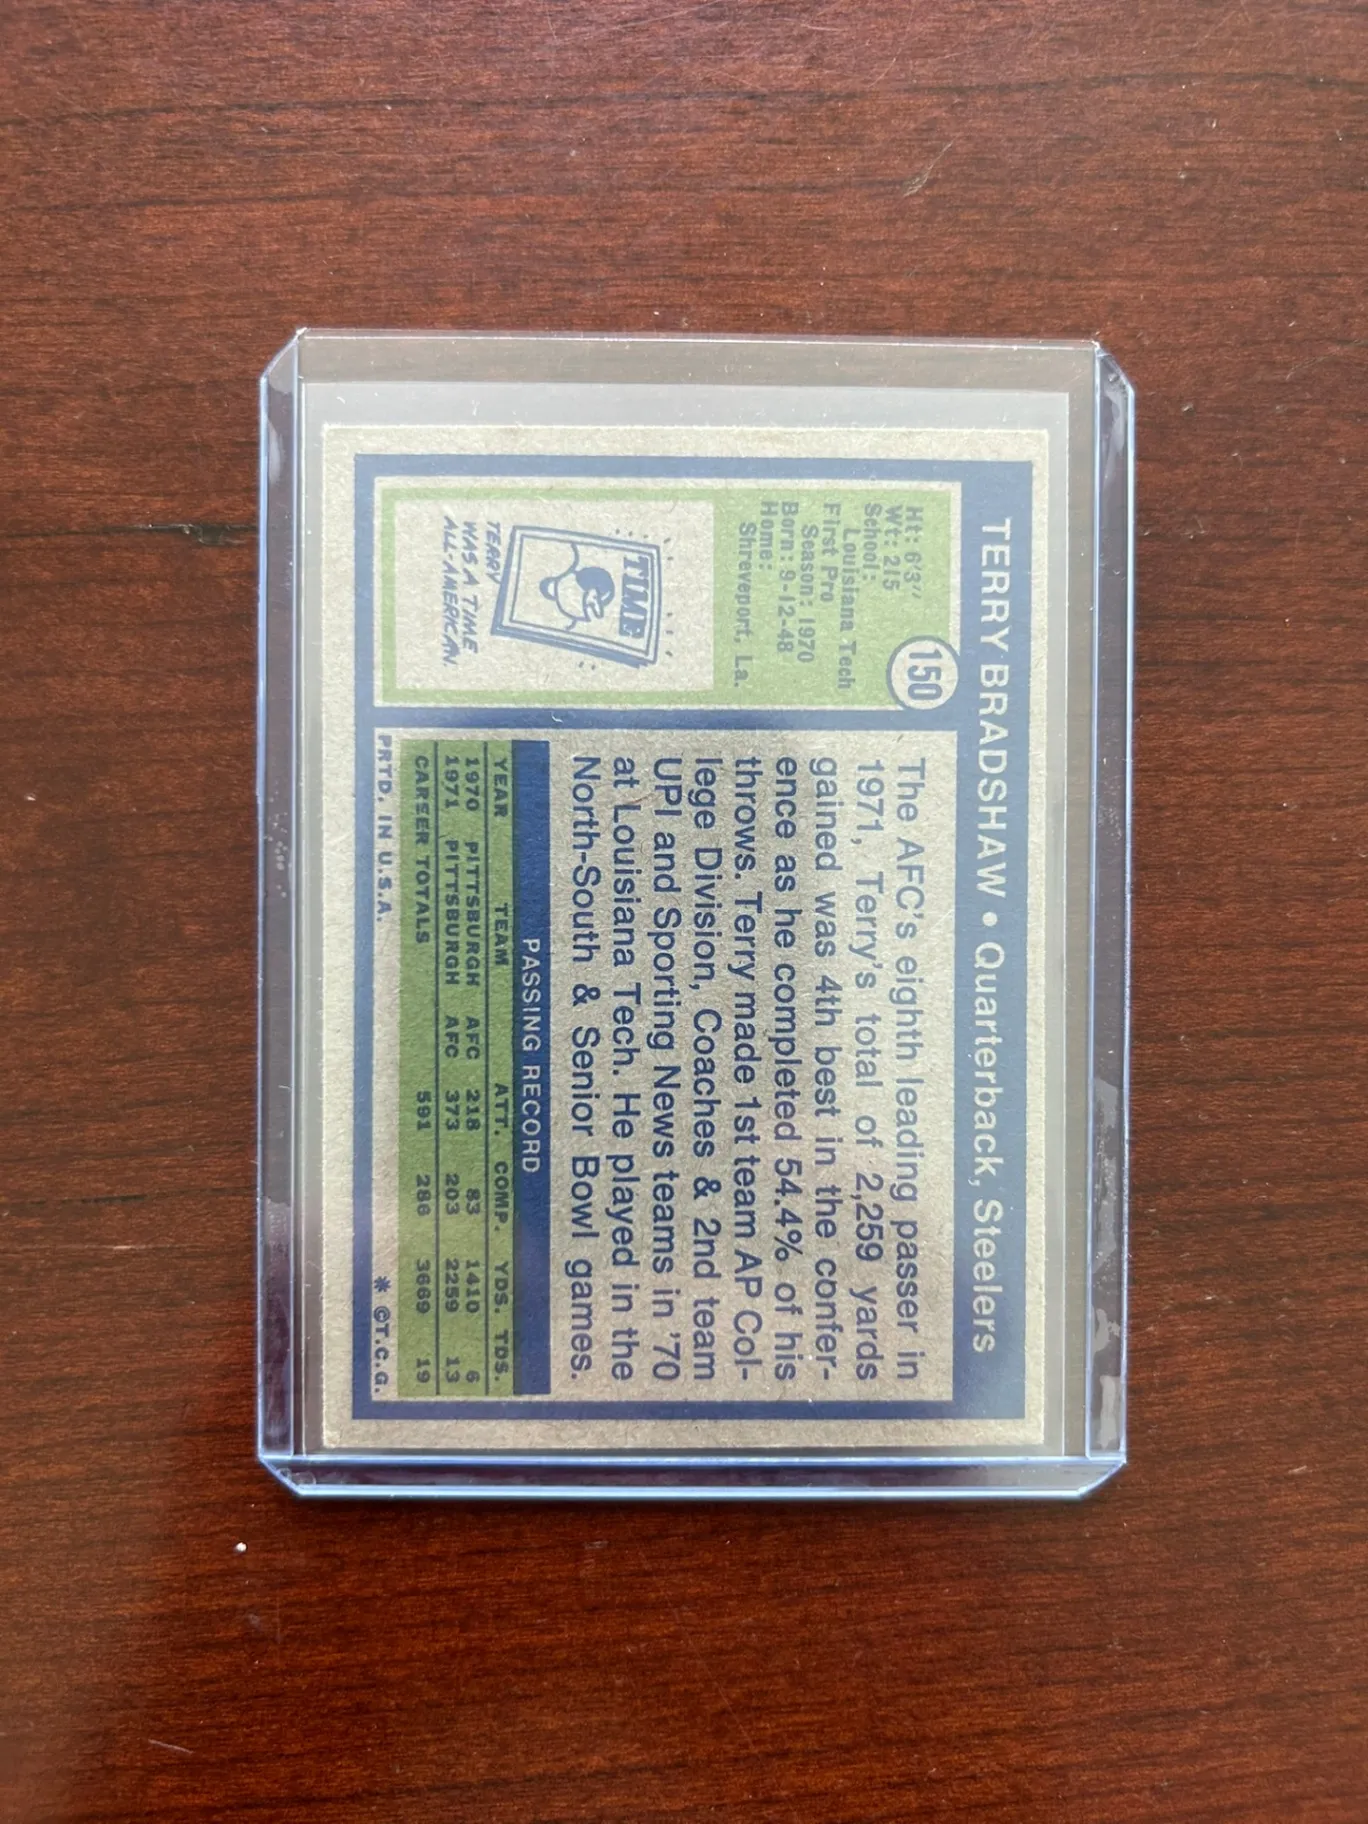 TERRY BRADSHAW • Quarterback, Steelers
150
Ht: 6'3"
Wt: 215
School:
Louisiana Tech
First Pro
Season: 1970
Born: 9-12-48
Home:
Shreveport, La.
TIME
TERRY
WAS A TIME
ALL-AMERICAN.
The AFC's eighth leading passer in
1971, Terry's total of 2,259 yards
gained was 4th best in the confer-
ence as he completed 54.4% of his
throws. Terry made 1st team AP Col-
lege Division, Coaches & 2nd team
UPI and Sporting News teams in '70
at Louisiana Tech. He played in the
North-South & Senior Bowl games.
PASSING RECORD
YEAR TEAM ATT. COMP. YDS. TDS.
1970 PITTSBURGH AFC 218 83 1410 6
1971 PITTSBURGH AFC 373 203 2259 13
CAREER TOTALS 591 286 3669 19
PRTD. IN U.S.A. * ©T.C.G.